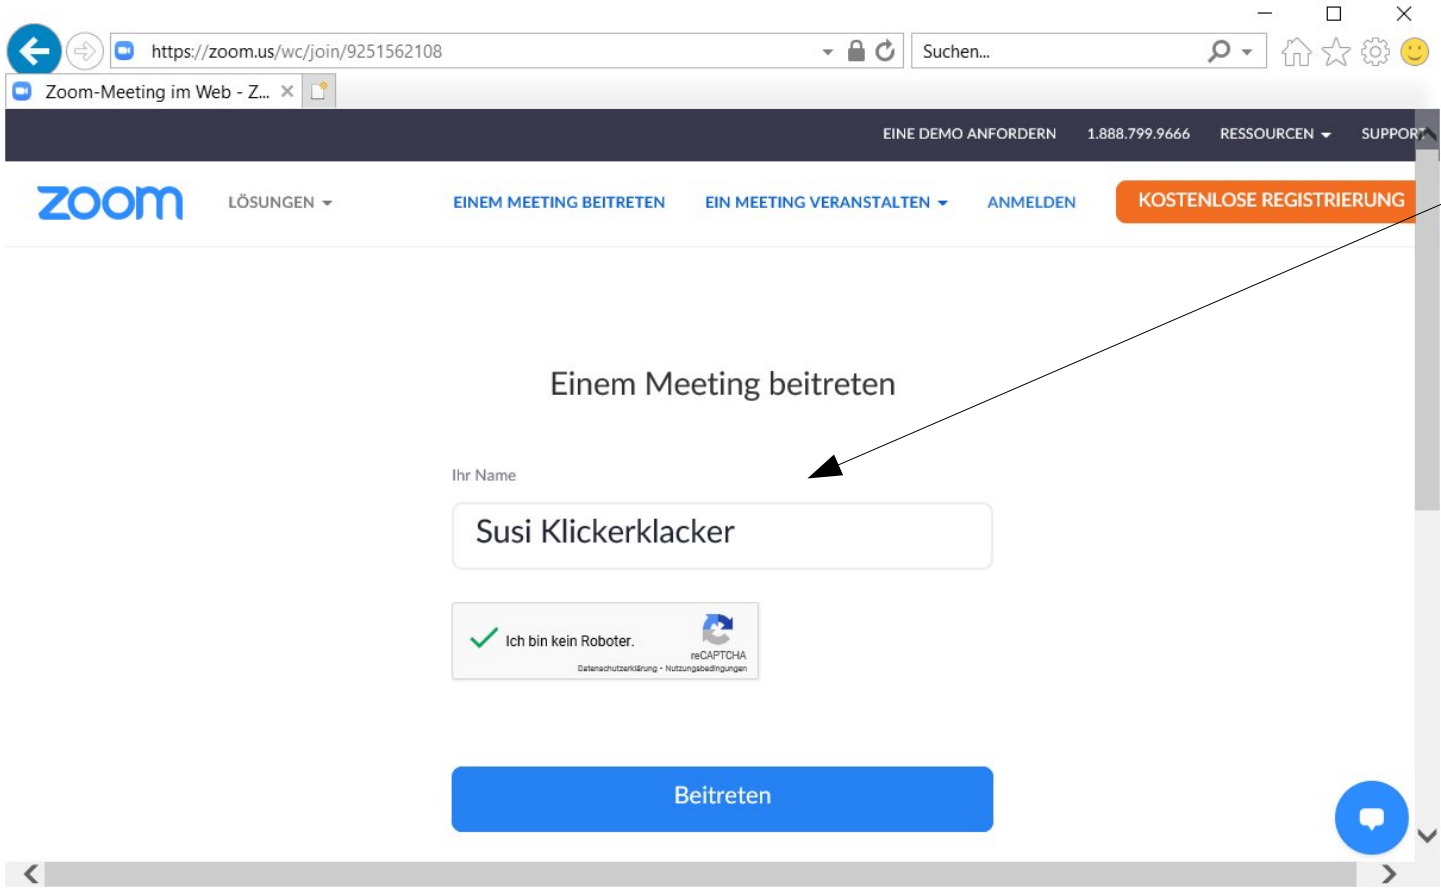 https://zoom.us/wc/join/9251562108
Suchen...
Zoom-Meeting im Web - Z...
EINE DEMO ANFORDERN 1.888.799.9666 RESSOURCEN SUPPORT
zoom LÖSUNGEN EINEM MEETING BEITRETEN EIN MEETING VERANSTALTEN ANMELDEN KOSTENLOSE REGISTRIERUNG
Einem Meeting beitreten
Ihr Name
Susi Klickerklacker
Ich bin kein Roboter.
reCAPTCHA
Datenschutzerklärung - Nutzungsbedingungen
Beitreten